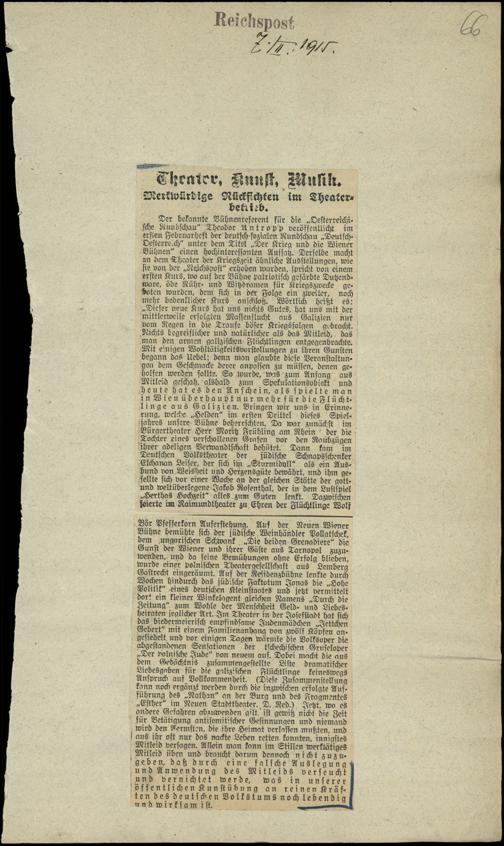 Reichspost
66
7./II. 1915.
Theater, Kunst, Musik.
Merkwürdige Rücksichten im Theater-
betrieb.
Der bekannte Bühnenreferent für die „Oesterreichi-
sche Rundschau“ Theodor Antropp veröffentlicht im
ersten Februarheft der deutsch-sozialen Rundschau „Deutsch-
Oesterreich“ unter dem Titel „Der Krieg und die Wiener
Bühnen“ einen hochinteressanten Aufsatz. Derselbe macht
an dem Theater der Kriegszeit ähnliche Ausstellungen, wie
sie von der „Reichspost“ erhoben wurden, spricht von einem
ersten Kurs, wo auf der Bühne patriotisch gefärbte Dutzend-
ware, öde Rühr- und Witzdramen für Kriegszwecke ge-
boten wurden, dem sich in der Folge ein zweiter, noch
mehr bedenklicher Kurs anschloß. Wörtlich heißt es:
„Dieser neue Kurs hat uns nichts Gutes, hat uns mit der
mittlerweile erfolgten Massenflucht aus Galizien nur
vom Regen in die Traufe böser Kriegsfolgen gebracht.
Nichts begreiflicher und natürlicher als das Mitleid, das
man den armen galizischen Flüchtlingen entgegenbrachte.
Mit einigen Wohltätigkeitsvorstellungen zu ihren Gunsten
begann das Uebel; denn man glaubte diese Veranstaltun-
gen dem Geschmacke derer anpassen zu müssen, denen ge-
holfen werden sollte. So wurde, was zum Anfang aus
Mitleid geschah, alsbald zum Spekulationsobjekt und
heute hat es den Anschein, als spielte man
in Wien überhaupt nur mehr für die Flücht-
linge aus Galizien. Bringen wir uns in Erinne-
rung, welche „Helden“ im ersten Drittel dieses Spiel-
jahres unsere Bühne beherrschten. Da war zunächst im
Bürgertheater Herr Moritz Frühling am Rhein, der die
Tochter eines verschollenen Grafen vor den Raubzügen
ihrer adeligen Verwandtschaft behütet. Dann kam im
Deutschen Volkstheater der jüdische Schnapsschenker
Elchanan Leiser, der sich im „Sturmidyll“ als ein Aus-
bund von Weisheit und Herzensgüte bewährt, und ihm ge-
sellte sich vor einer Woche an der gleichen Stätte der gott-
und weltüberlegene Jakob Rosenthal, der in dem Lustspiel
„Herthas Hochzeit“ alles zum Guten lenkt. Dazwischen
feierte im Raimundtheater zu Ehren der Flüchtlinge Wolf
Bär Pfefferkorn Auferstehung. Auf der Neuen Wiener
Bühne bemühte sich der jüdische Weinhändler Pollatschek,
dem ungarischen Schwank „Die beiden Grenadiere“ die
Gunst der Wiener und ihrer Gäste aus Tarnopol zuzu-
wenden, und da seine Bemühungen ohne Erfolg blieben,
wurde einer polnischen Theatergesellschaft aus Lemberg
Gastrecht eingeräumt. Auf der Residenzbühne lenkte durch
Wochen hindurch das jüdische Faktotum Jonas die „Hohe
Politik“ eines deutschen Kleinstaates und jetzt vermittelt
dort ein kleiner Winkelagent gleichen Namens „Durch die
Zeitung“ zum Wohle der Menschheit Geld- und Liebes-
heiraten jeglicher Art. Im Theater in der Josefstadt hat sich
das biedermeierisch empfindsame Judenmädchen „Jettchen
Gebert“ mit einem Familienanhang von zwölf Köpfen an-
gesiedelt und vor einigen Tagen wärmte die Volksoper die
abgestandenen Sensationen der tschechischen Gruseloper
„Der polnische Jude“ von neuem auf. Dabei macht die aus
dem Gedächtnis zusammengestellte Liste dramatischer
Liebesgaben für die galizischen Flüchtlinge keineswegs
Anspruch auf Vollkommenheit. (Diese Zusammenstellung
kann noch ergänzt werden durch die inzwischen erfolgte Auf-
führung des „Nathan“ an der Burg und des Fragmentes
„Esther“ im Neuen Stadttheater. D. Red.) Jetzt, wo es
andere Gefahren abzuwenden gilt, ist gewiß nicht die Zeit
für Betätigung antisemitischer Gesinnungen und niemand
wird den Aermsten, die ihre Heimat verlassen mußten, und
aus ihr oft nur das nackte Leben retten konnten, innigstes
Mitleid versagen. Allein man kann im Stillen werktätiges
Mitleid üben und braucht darum dennoch nicht zuzu-
geben, daß durch eine falsche Auslegung
und Anwendung des Mitleids verseucht
und vernichtet werde, was in unserer
öffentlichen Kunstübung an reinen Kräf-
ten des deutschen Volkstums noch lebendig
und wirksam ist.